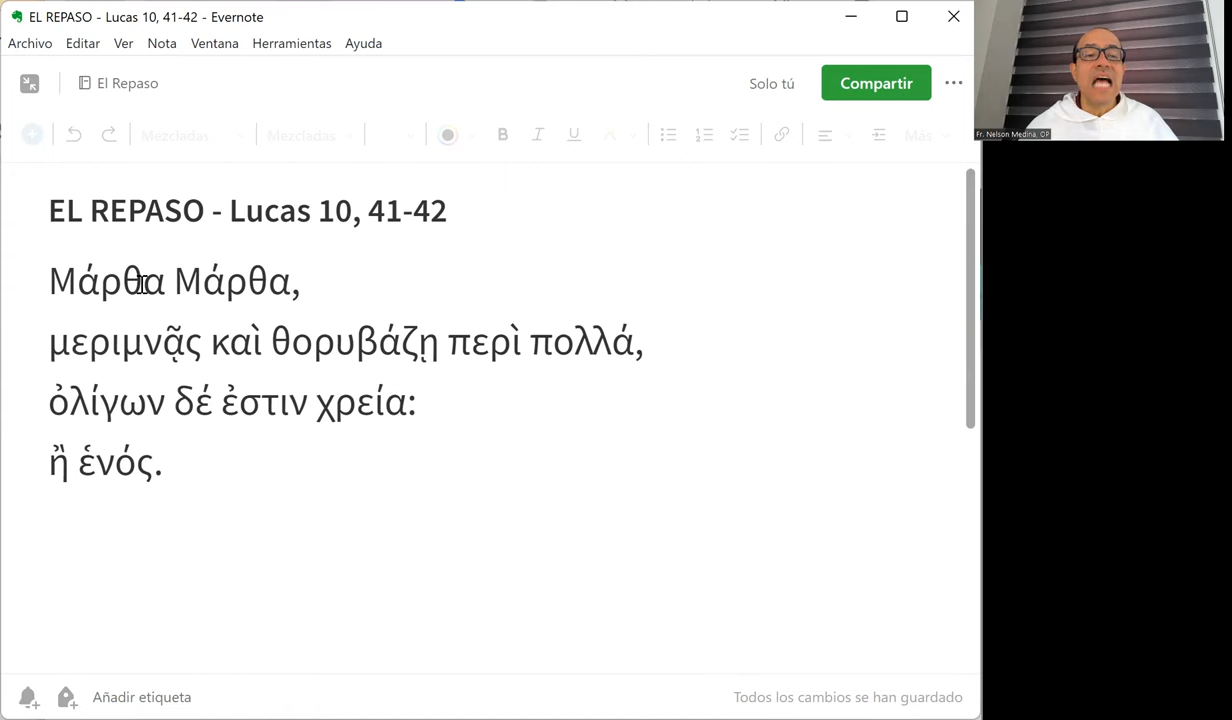 EL REPASO - Lucas 10, 41-42 - Evernote
Archivo Editar Ver Nota Ventana Herramientas Ayuda
El Repaso
Solo tú
Compartir
Mezcladas Mezcladas B I U Más
EL REPASO - Lucas 10, 41-42
Μάρθα Μάρθα,
μεριμνᾷς καὶ θορυβάζῃ περὶ πολλά,
ὀλίγων δέ ἐστιν χρεία:
ἢ ἑνός.
Añadir etiqueta
Todos los cambios se han guardado
Fr. Nelson Medina, OP